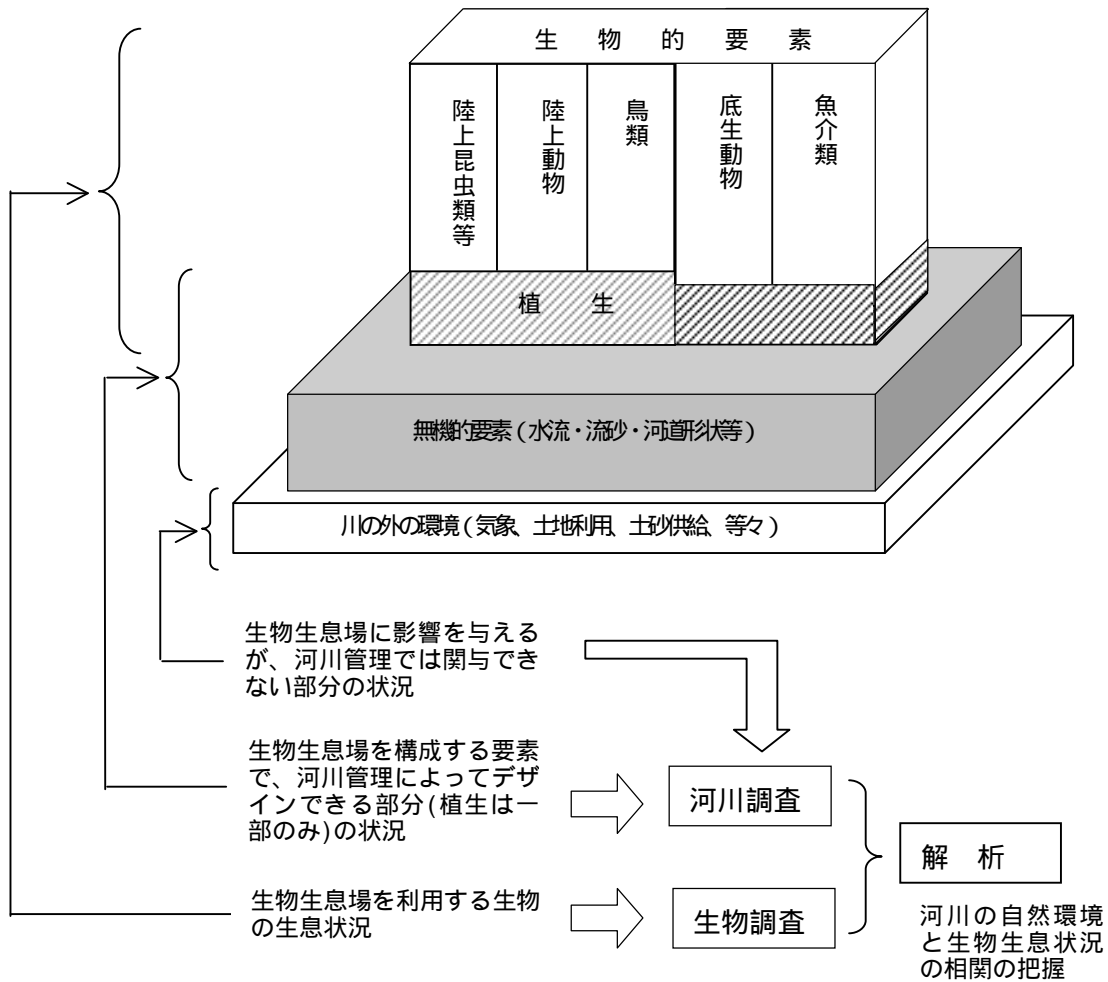 生物的要素
陸上昆虫類等
陸上動物
鳥類
底生動物
魚介類
植生
無機的要素(水流・流砂・河道形状等)
川の外の環境(気象、土地利用、土砂供給、等々)
生物生息場に影響を与える
が、河川管理では関与でき
ない部分の状況
生物生息場を構成する要素
で、河川管理によってデザ
インできる部分(植生は一
部のみ)の状況
河川調査
生物生息場を利用する生物
の生息状況
生物調査
解 析
河川の自然環境
と生物生息状況
の相関の把握